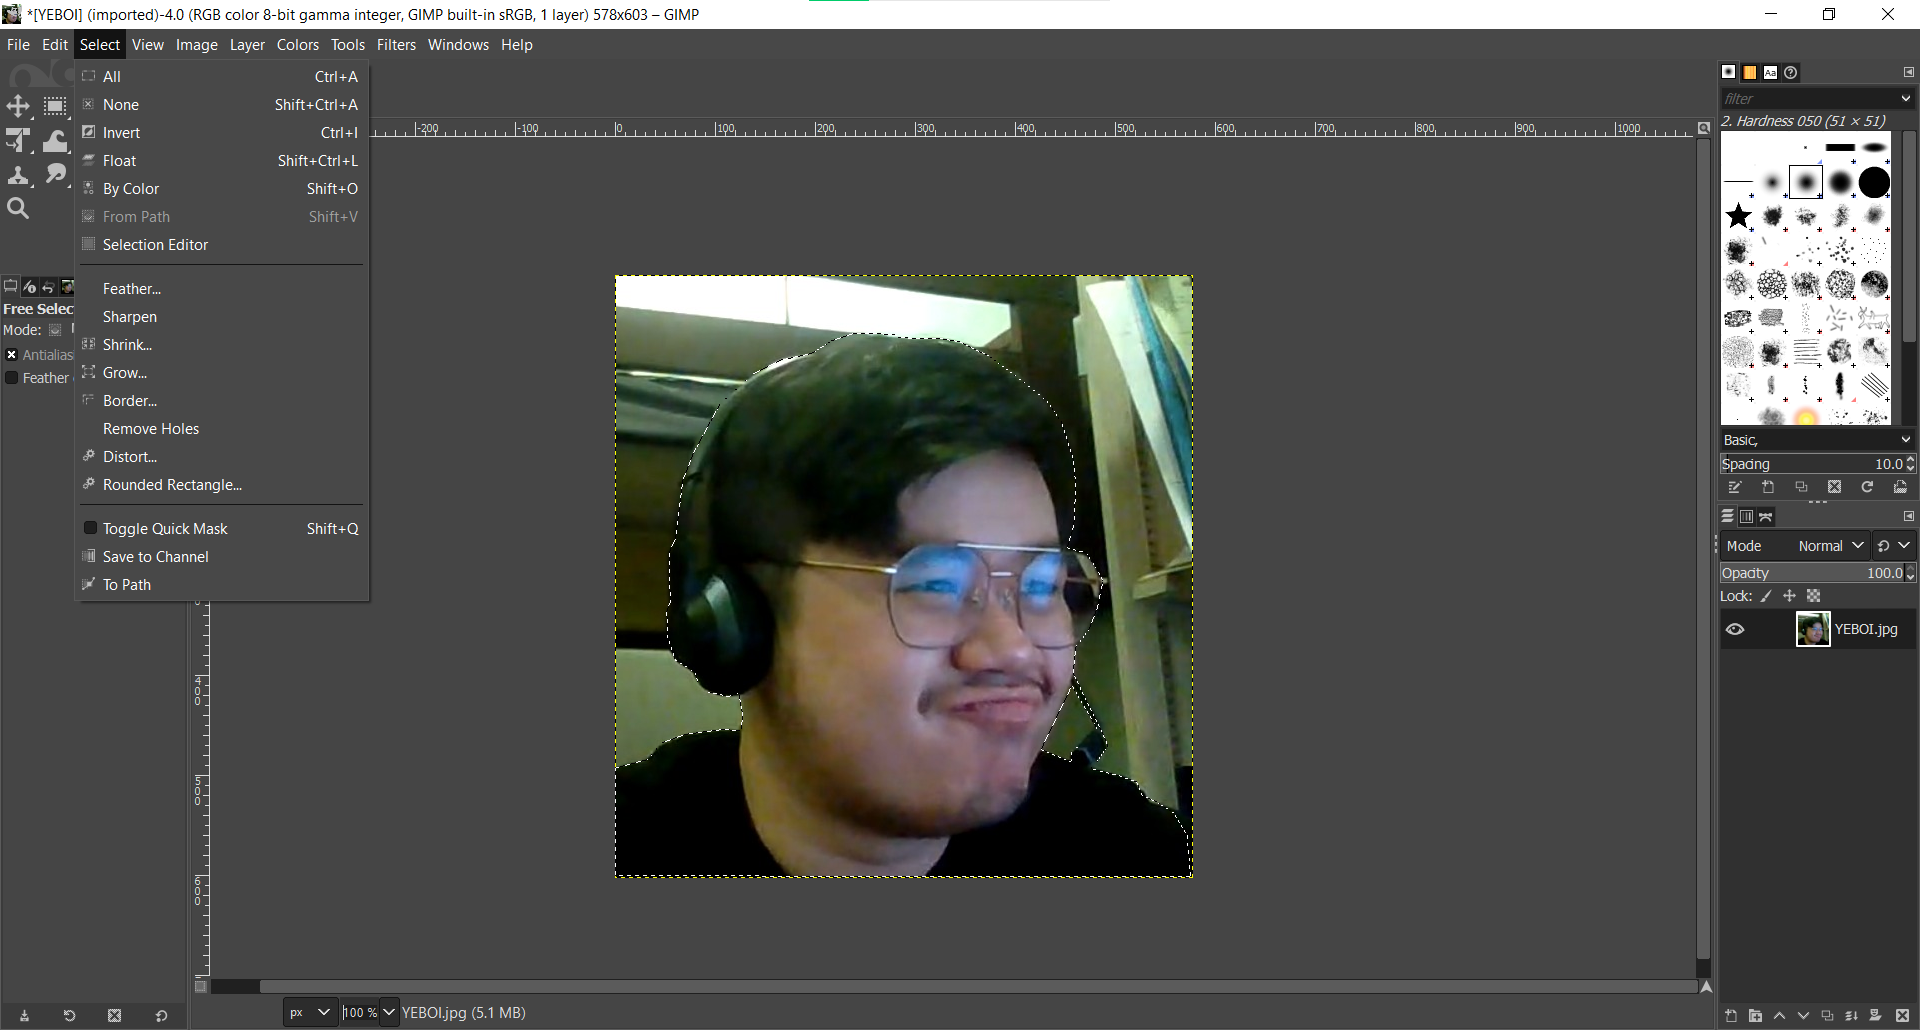 *[YEBOI] (imported)-4.0 (RGB color 8-bit gamma integer, GIMP built-in sRGB, 1 layer) 578x603 – GIMP
File Edit Select View Image Layer Colors Tools Filters Windows Help
All Ctrl+A
None Shift+Ctrl+A
Invert Ctrl+I
Float Shift+Ctrl+L
By Color Shift+O
From Path Shift+V
Selection Editor
Feather...
Sharpen
Shrink...
Grow...
Border...
Remove Holes
Distort...
Rounded Rectangle...
Toggle Quick Mask Shift+Q
Save to Channel
To Path
Free Selec
Mode:
Antialias
Feather
-200 -100 0 100 200 300 400 500 600 700 800 900 1000
400
500
600
px 100 % YEBOI.jpg (5.1 MB)
Aa
filter
2. Hardness 050 (51 × 51)
Basic,
Spacing 10.0
Mode Normal
Opacity 100.0
Lock:
YEBOI.jpg